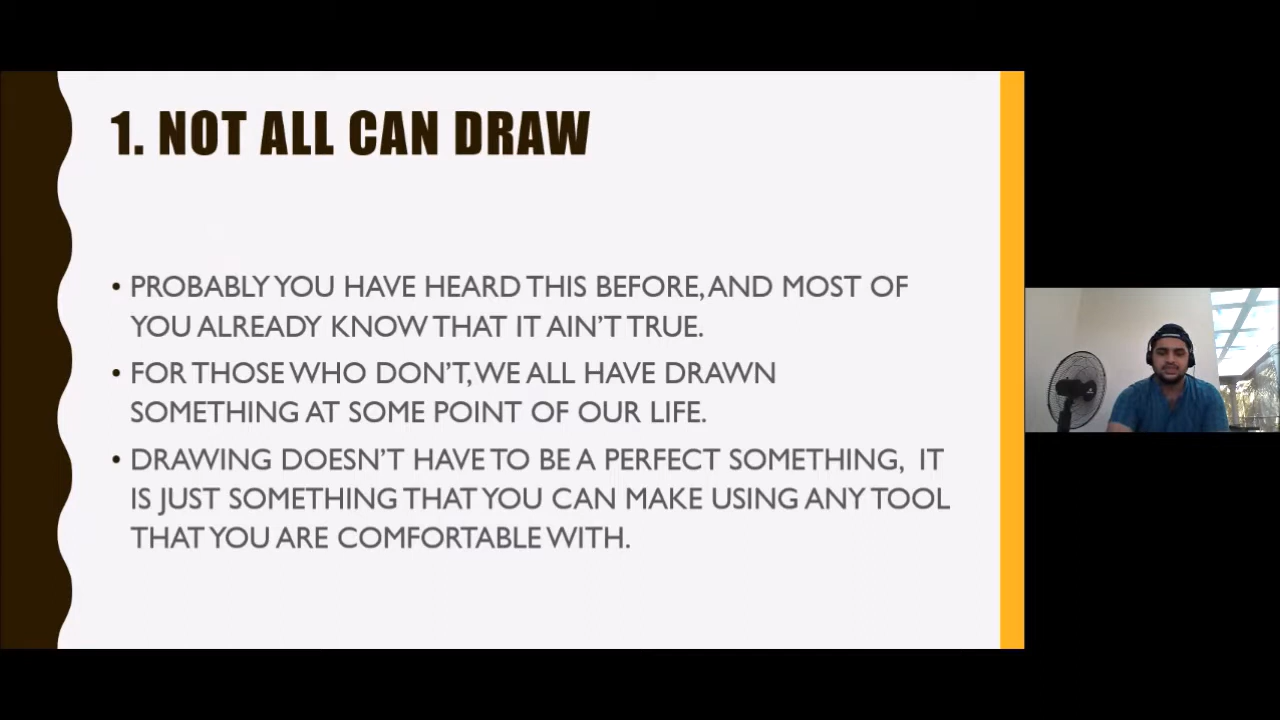 1. NOT ALL CAN DRAW
• PROBABLY YOU HAVE HEARD THIS BEFORE, AND MOST OF
YOU ALREADY KNOW THAT IT AIN'T TRUE.
• FOR THOSE WHO DON'T, WE ALL HAVE DRAWN
SOMETHING AT SOME POINT OF OUR LIFE.
• DRAWING DOESN'T HAVE TO BE A PERFECT SOMETHING, IT
IS JUST SOMETHING THAT YOU CAN MAKE USING ANY TOOL
THAT YOU ARE COMFORTABLE WITH.